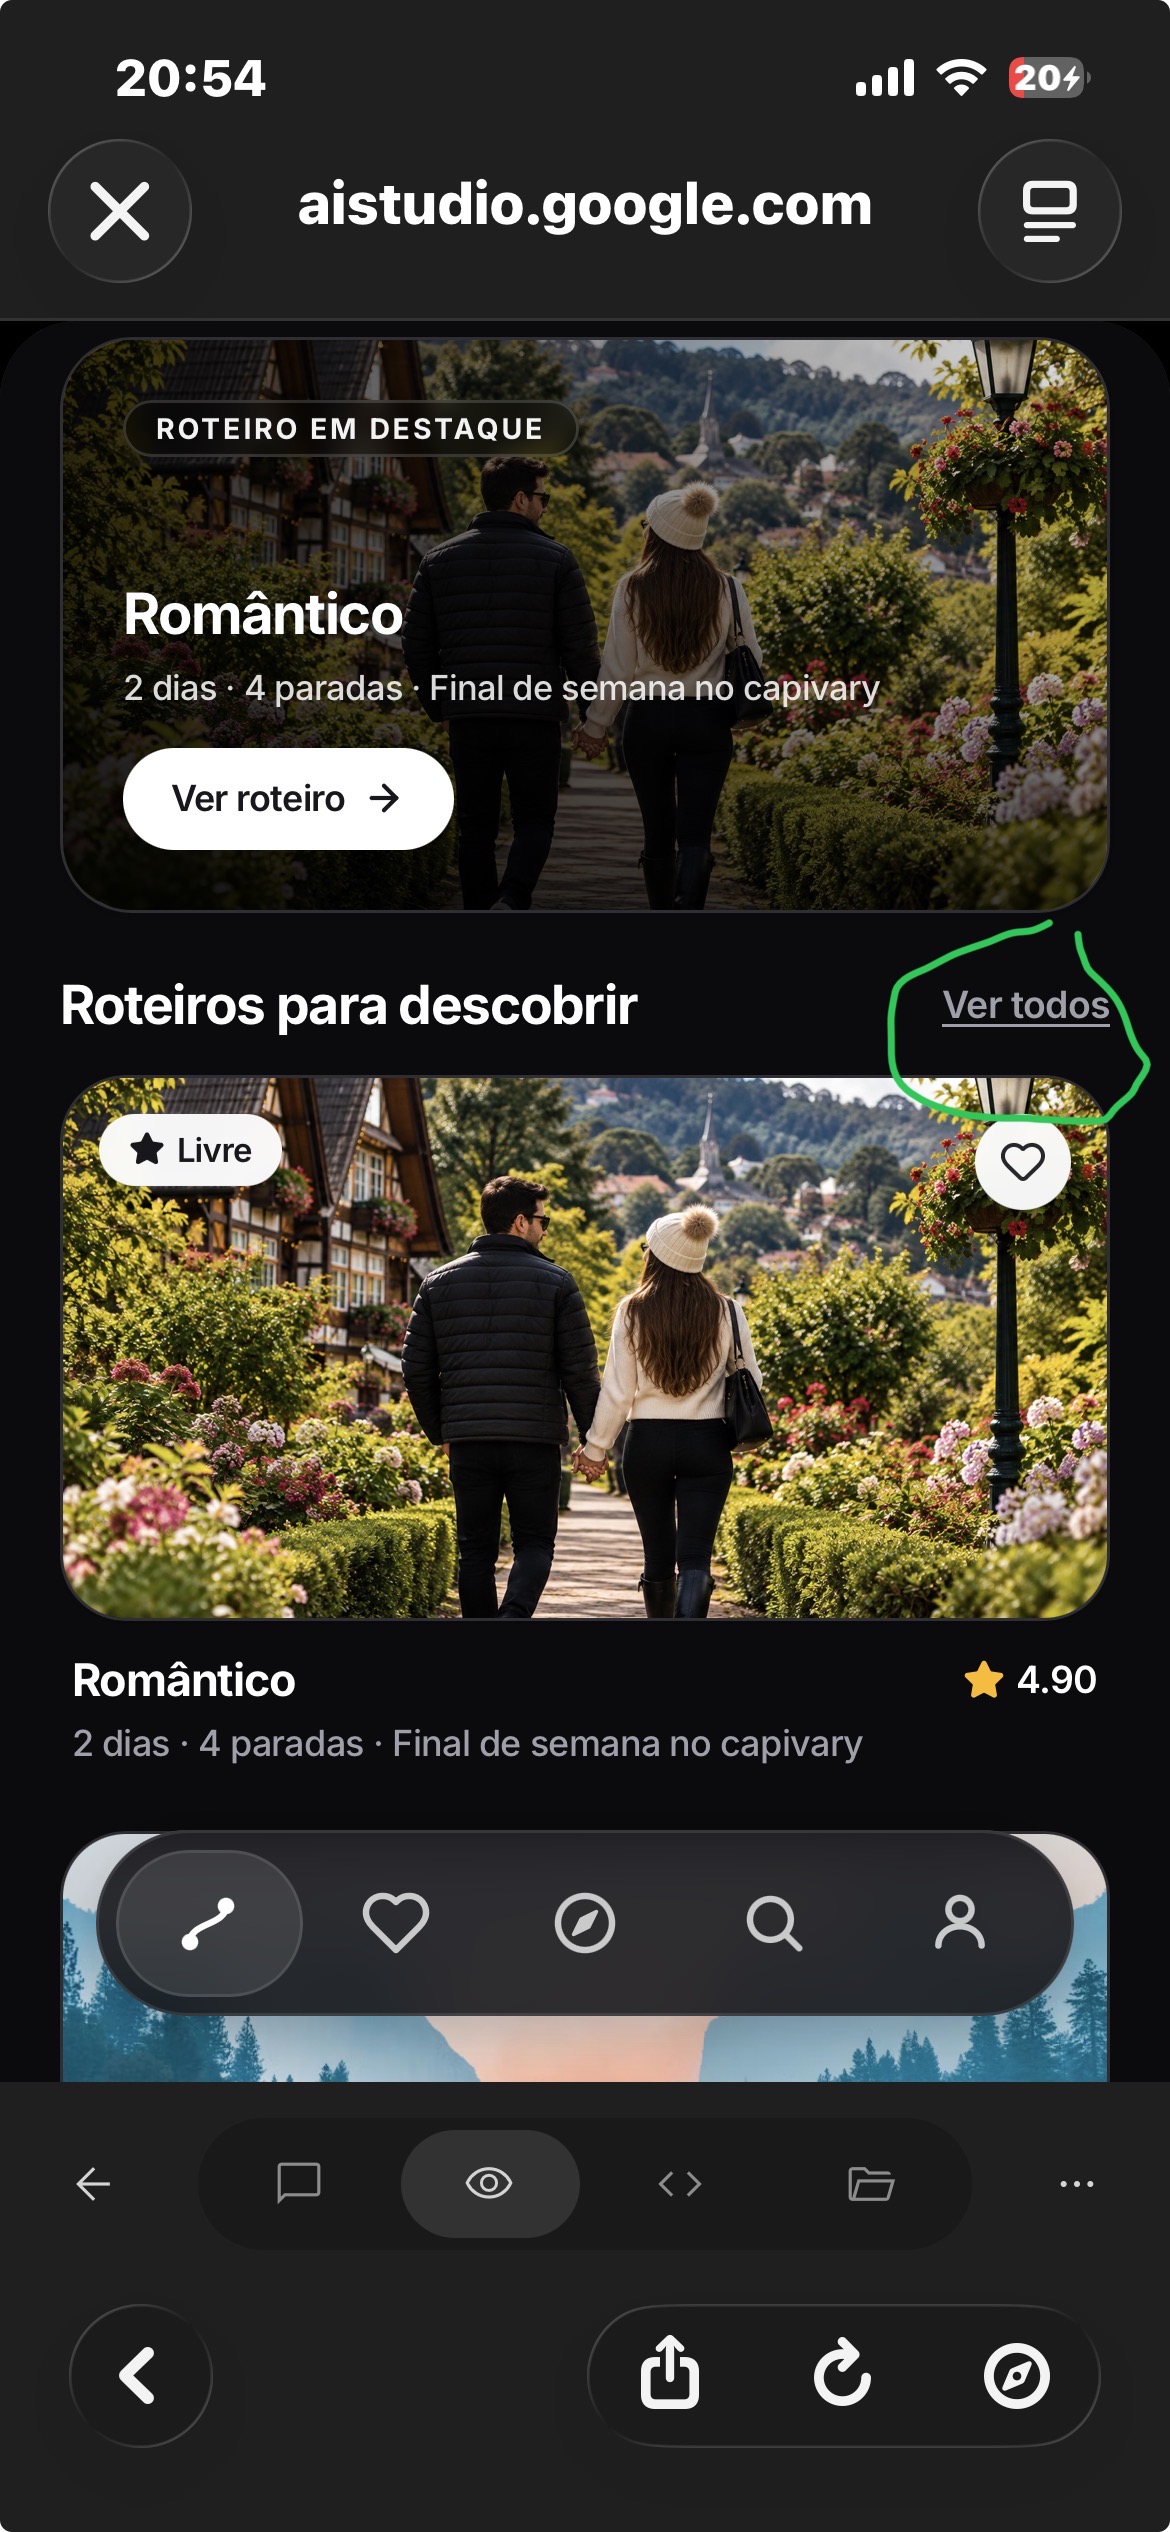 20:54
20
aistudio.google.com
ROTEIRO EM DESTAQUE
Romântico
2 dias · 4 paradas · Final de semana no capivary
Ver roteiro →
Roteiros para descobrir
Ver todos
★ Livre
Romântico
★ 4.90
2 dias · 4 paradas · Final de semana no capivary